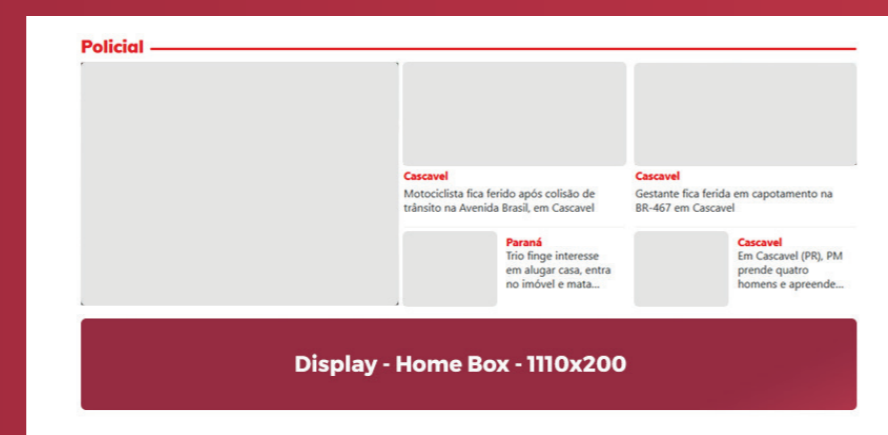 Policial
Cascavel
Motociclista fica ferido após colisão de
trânsito na Avenida Brasil, em Cascavel
Cascavel
Gestante fica ferida em capotamento na
BR-467 em Cascavel
Paraná
Trio finge interesse
em alugar casa, entra
no imóvel e mata...
Cascavel
Em Cascavel (PR), PM
prende quatro
homens e apreende...
Display - Home Box - 1110x200